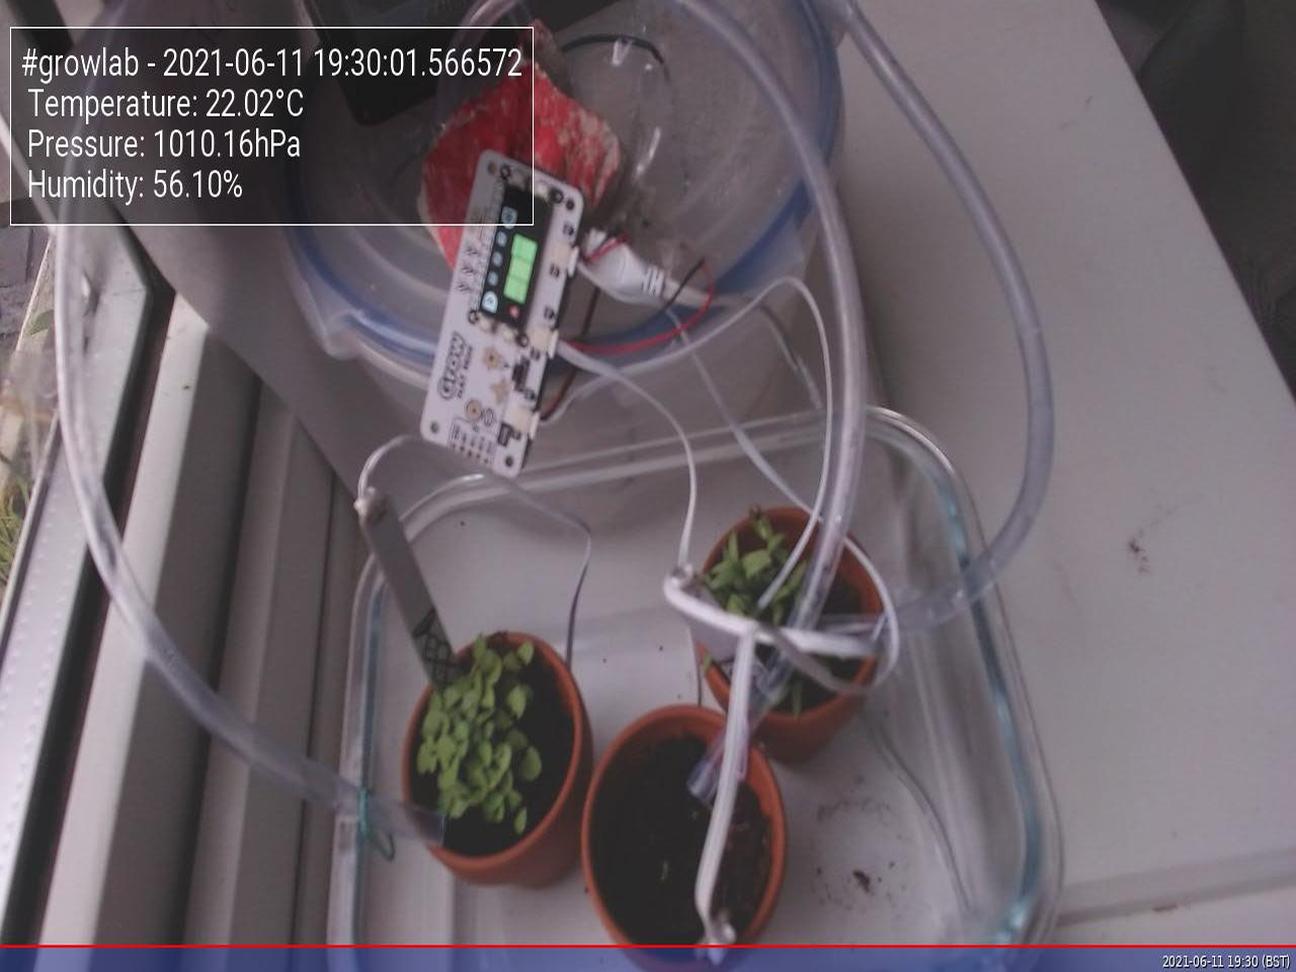 #growlab - 2021-06-11 19:30:01.566572
Temperature: 22.02°C
Pressure: 1010.16hPa
Humidity: 56.10%
GROW
2021-06-11 19:30 (BST)